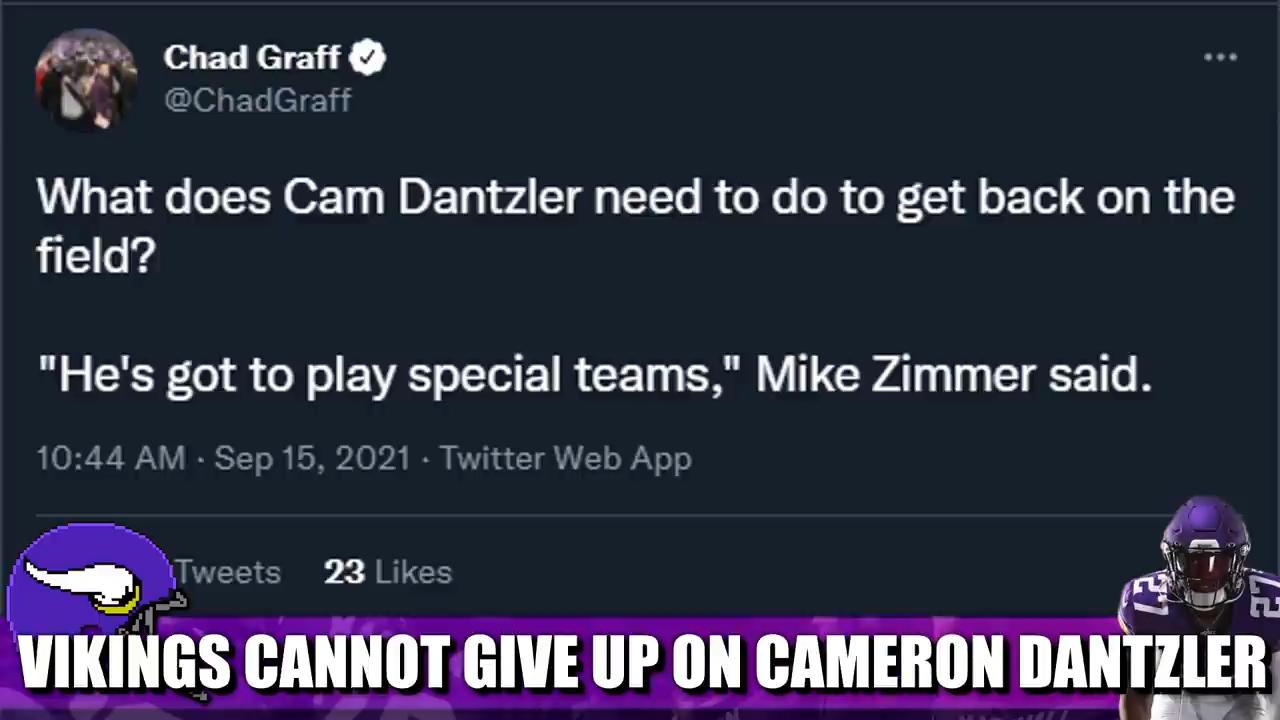 Chad Graff
@ChadGraff
What does Cam Dantzler need to do to get back on the
field?
"He's got to play special teams," Mike Zimmer said.
10:44 AM · Sep 15, 2021 · Twitter Web App
Tweets 23 Likes
27 27
VIKINGS CANNOT GIVE UP ON CAMERON DANTZLER